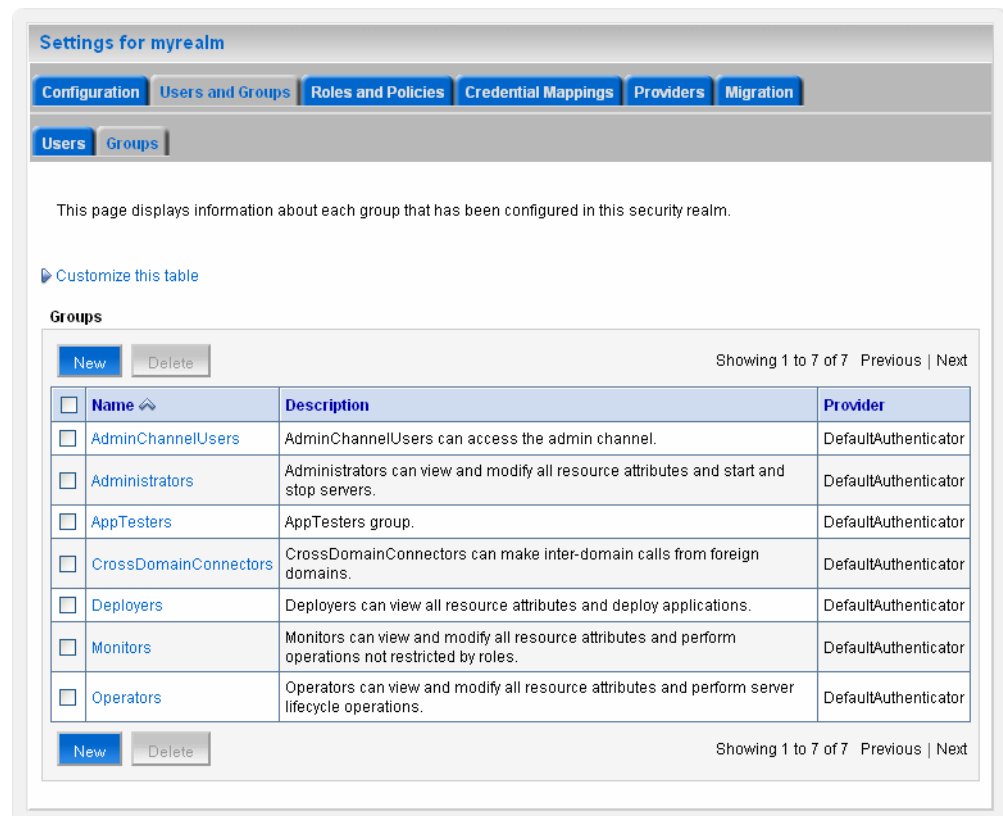 Settings for myrealm
Configuration Users and Groups Roles and Policies Credential Mappings Providers Migration
Users Groups
This page displays information about each group that has been configured in this security realm.
Customize this table
Groups
New Delete Showing 1 to 7 of 7 Previous | Next
Name Description Provider
AdminChannelUsers AdminChannelUsers can access the admin channel. DefaultAuthenticator
Administrators Administrators can view and modify all resource attributes and start and
stop servers. DefaultAuthenticator
AppTesters AppTesters group. DefaultAuthenticator
CrossDomainConnectors CrossDomainConnectors can make inter-domain calls from foreign
domains. DefaultAuthenticator
Deployers Deployers can view all resource attributes and deploy applications. DefaultAuthenticator
Monitors Monitors can view and modify all resource attributes and perform
operations not restricted by roles. DefaultAuthenticator
Operators Operators can view and modify all resource attributes and perform server
lifecycle operations. DefaultAuthenticator
New Delete Showing 1 to 7 of 7 Previous | Next